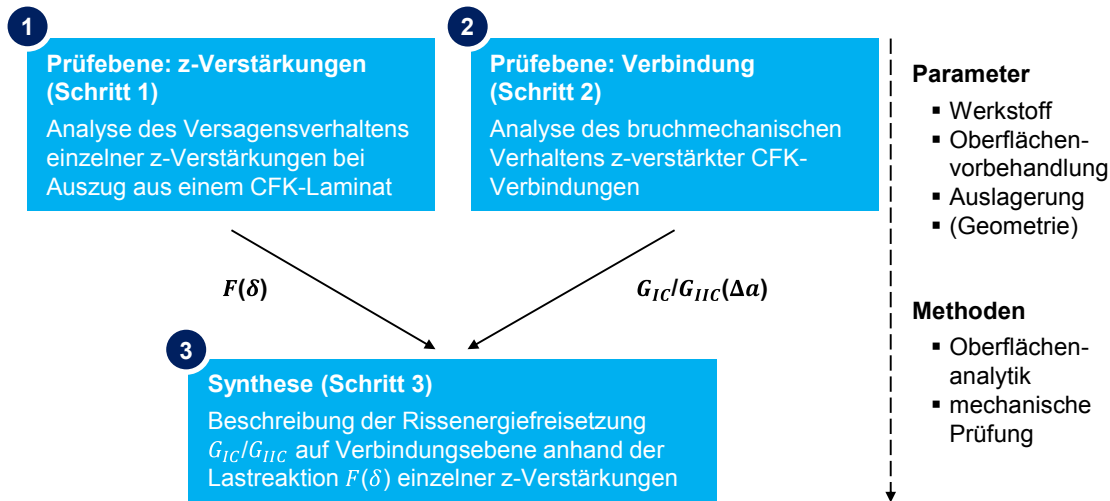 1
Prüfebene: z-Verstärkungen
(Schritt 1)
Analyse des Versagensverhaltens
einzelner z-Verstärkungen bei
Auszug aus einem CFK-Laminat
2
Prüfebene: Verbindung
(Schritt 2)
Analyse des bruchmechanischen
Verhaltens z-verstärkter CFK-
Verbindungen
F(δ)
G_IC/G_IIC(Δa)
3
Synthese (Schritt 3)
Beschreibung der Rissenergiefreisetzung
G_IC/G_IIC auf Verbindungsebene anhand der
Lastreaktion F(δ) einzelner z-Verstärkungen
Parameter
▪ Werkstoff
▪ Oberflächen-
vorbehandlung
▪ Auslagerung
▪ (Geometrie)
Methoden
▪ Oberflächen-
analytik
▪ mechanische
Prüfung